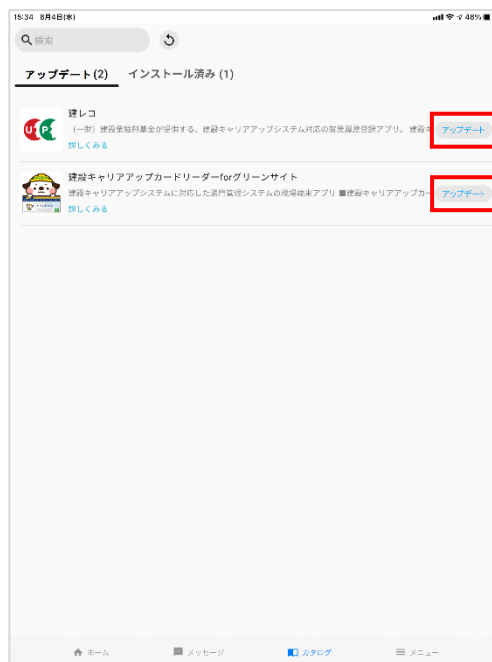 15:34 8月4日(水)
48%
検索
アップデート(2) インストール済み (1)
建レコ
(一財)建設業振興基金が提供する、建設キャリアアップシステム対応の就業履歴登録アプリ。 建設キ
アップデート
詳しくみる
建設キャリアアップカードリーダーforグリーンサイト
建設キャリアアップシステムに対応した通門管理システムの現場端末アプリ ■建設キャリアアップカー
アップデート
詳しくみる
ホーム メッセージ カタログ メニュー